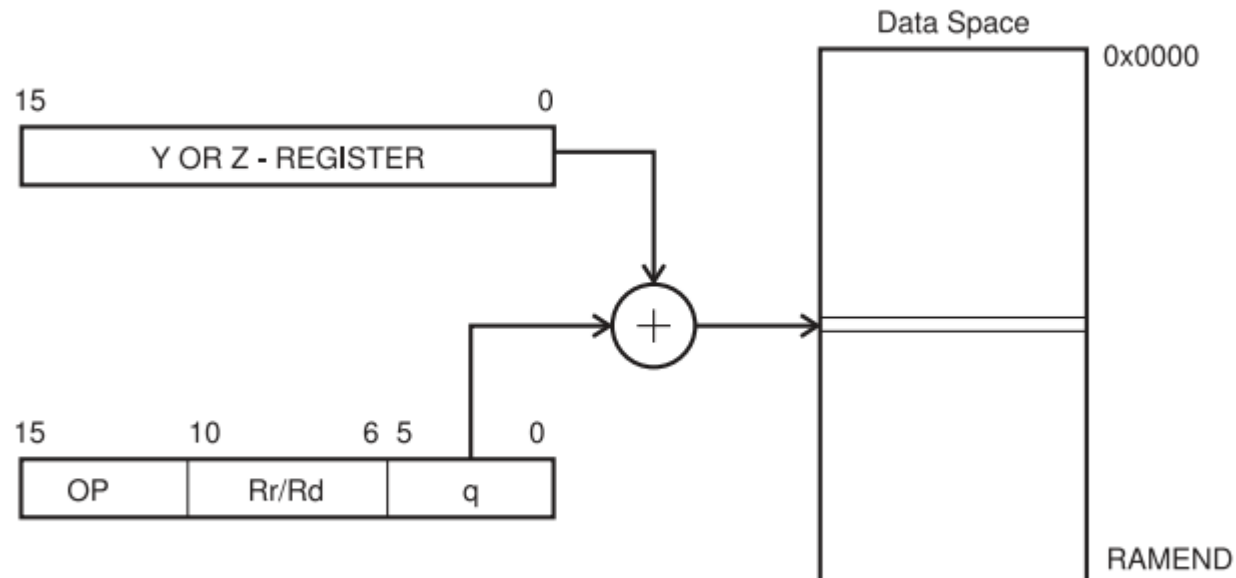 Data Space
0x0000
15 0
Y OR Z - REGISTER
+
15 10 6 5 0
OP Rr/Rd q
RAMEND